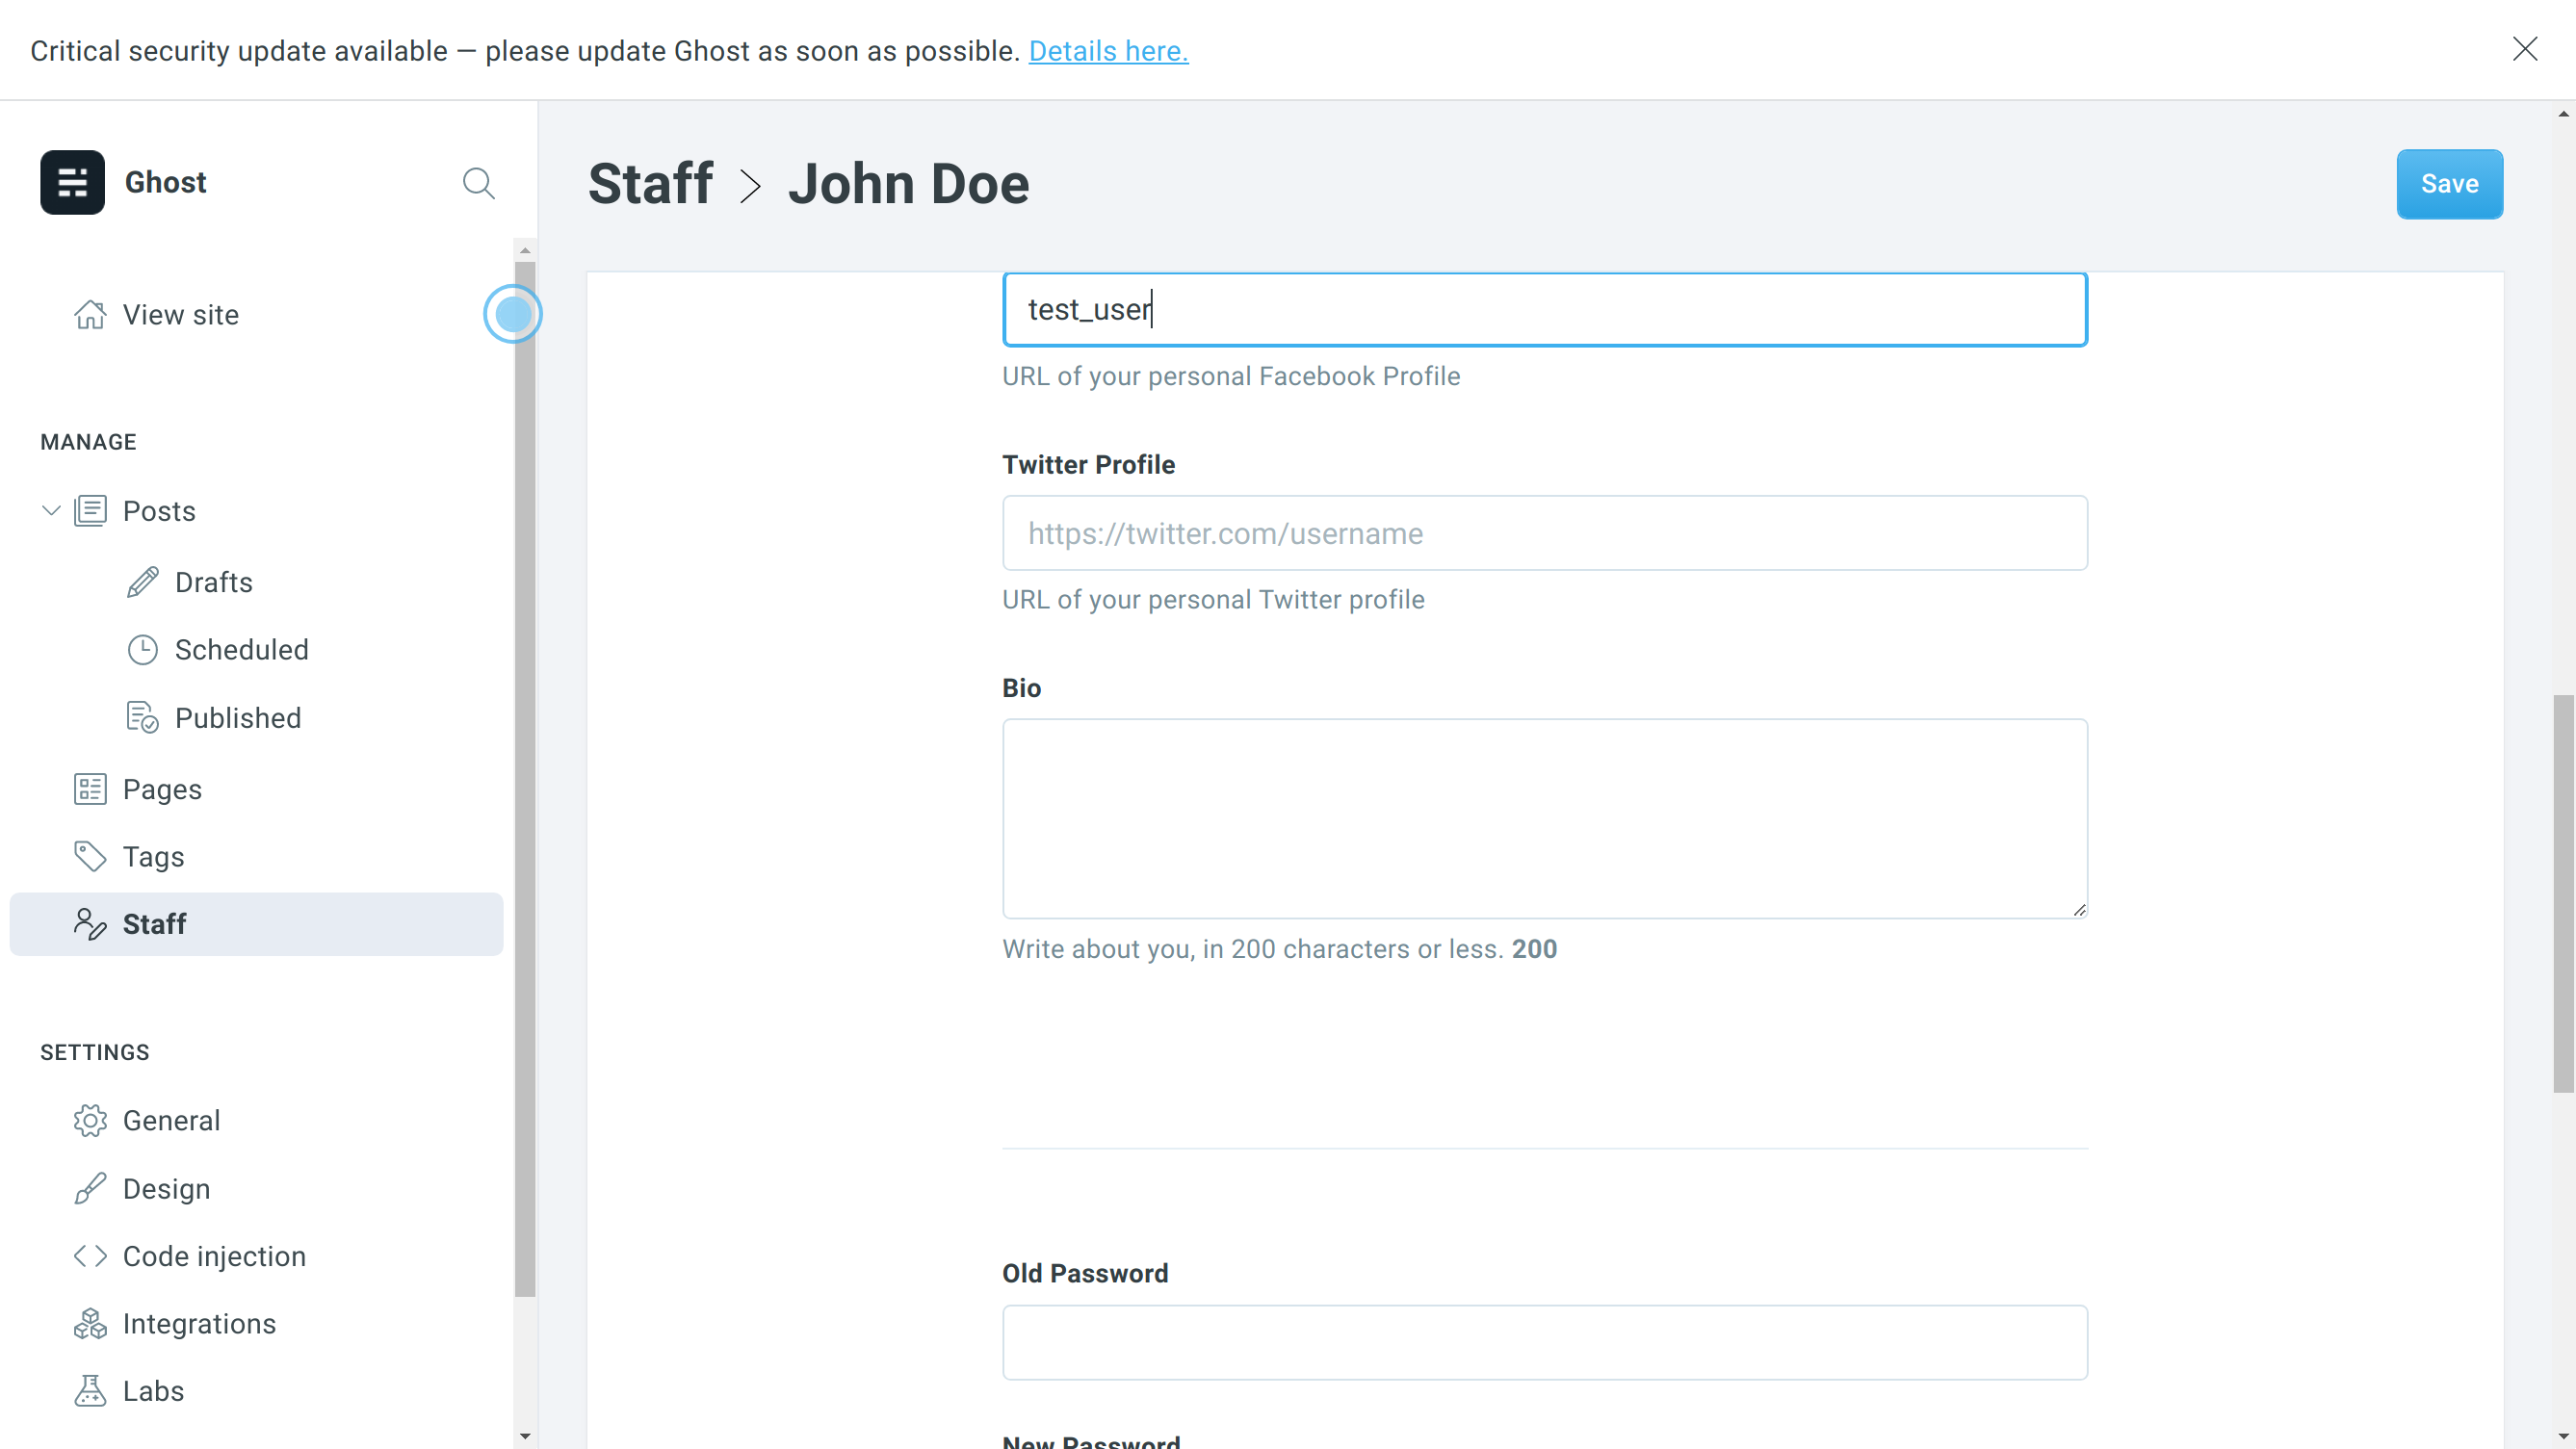 Critical security update available — please update Ghost as soon as possible. Details here.
Ghost
View site
MANAGE
Posts
Drafts
Scheduled
Published
Pages
Tags
Staff
SETTINGS
General
Design
Code injection
Integrations
Labs
Staff > John Doe
Save
test_user
URL of your personal Facebook Profile
Twitter Profile
https://twitter.com/username
URL of your personal Twitter profile
Bio
Write about you, in 200 characters or less. 200
Old Password
New Password